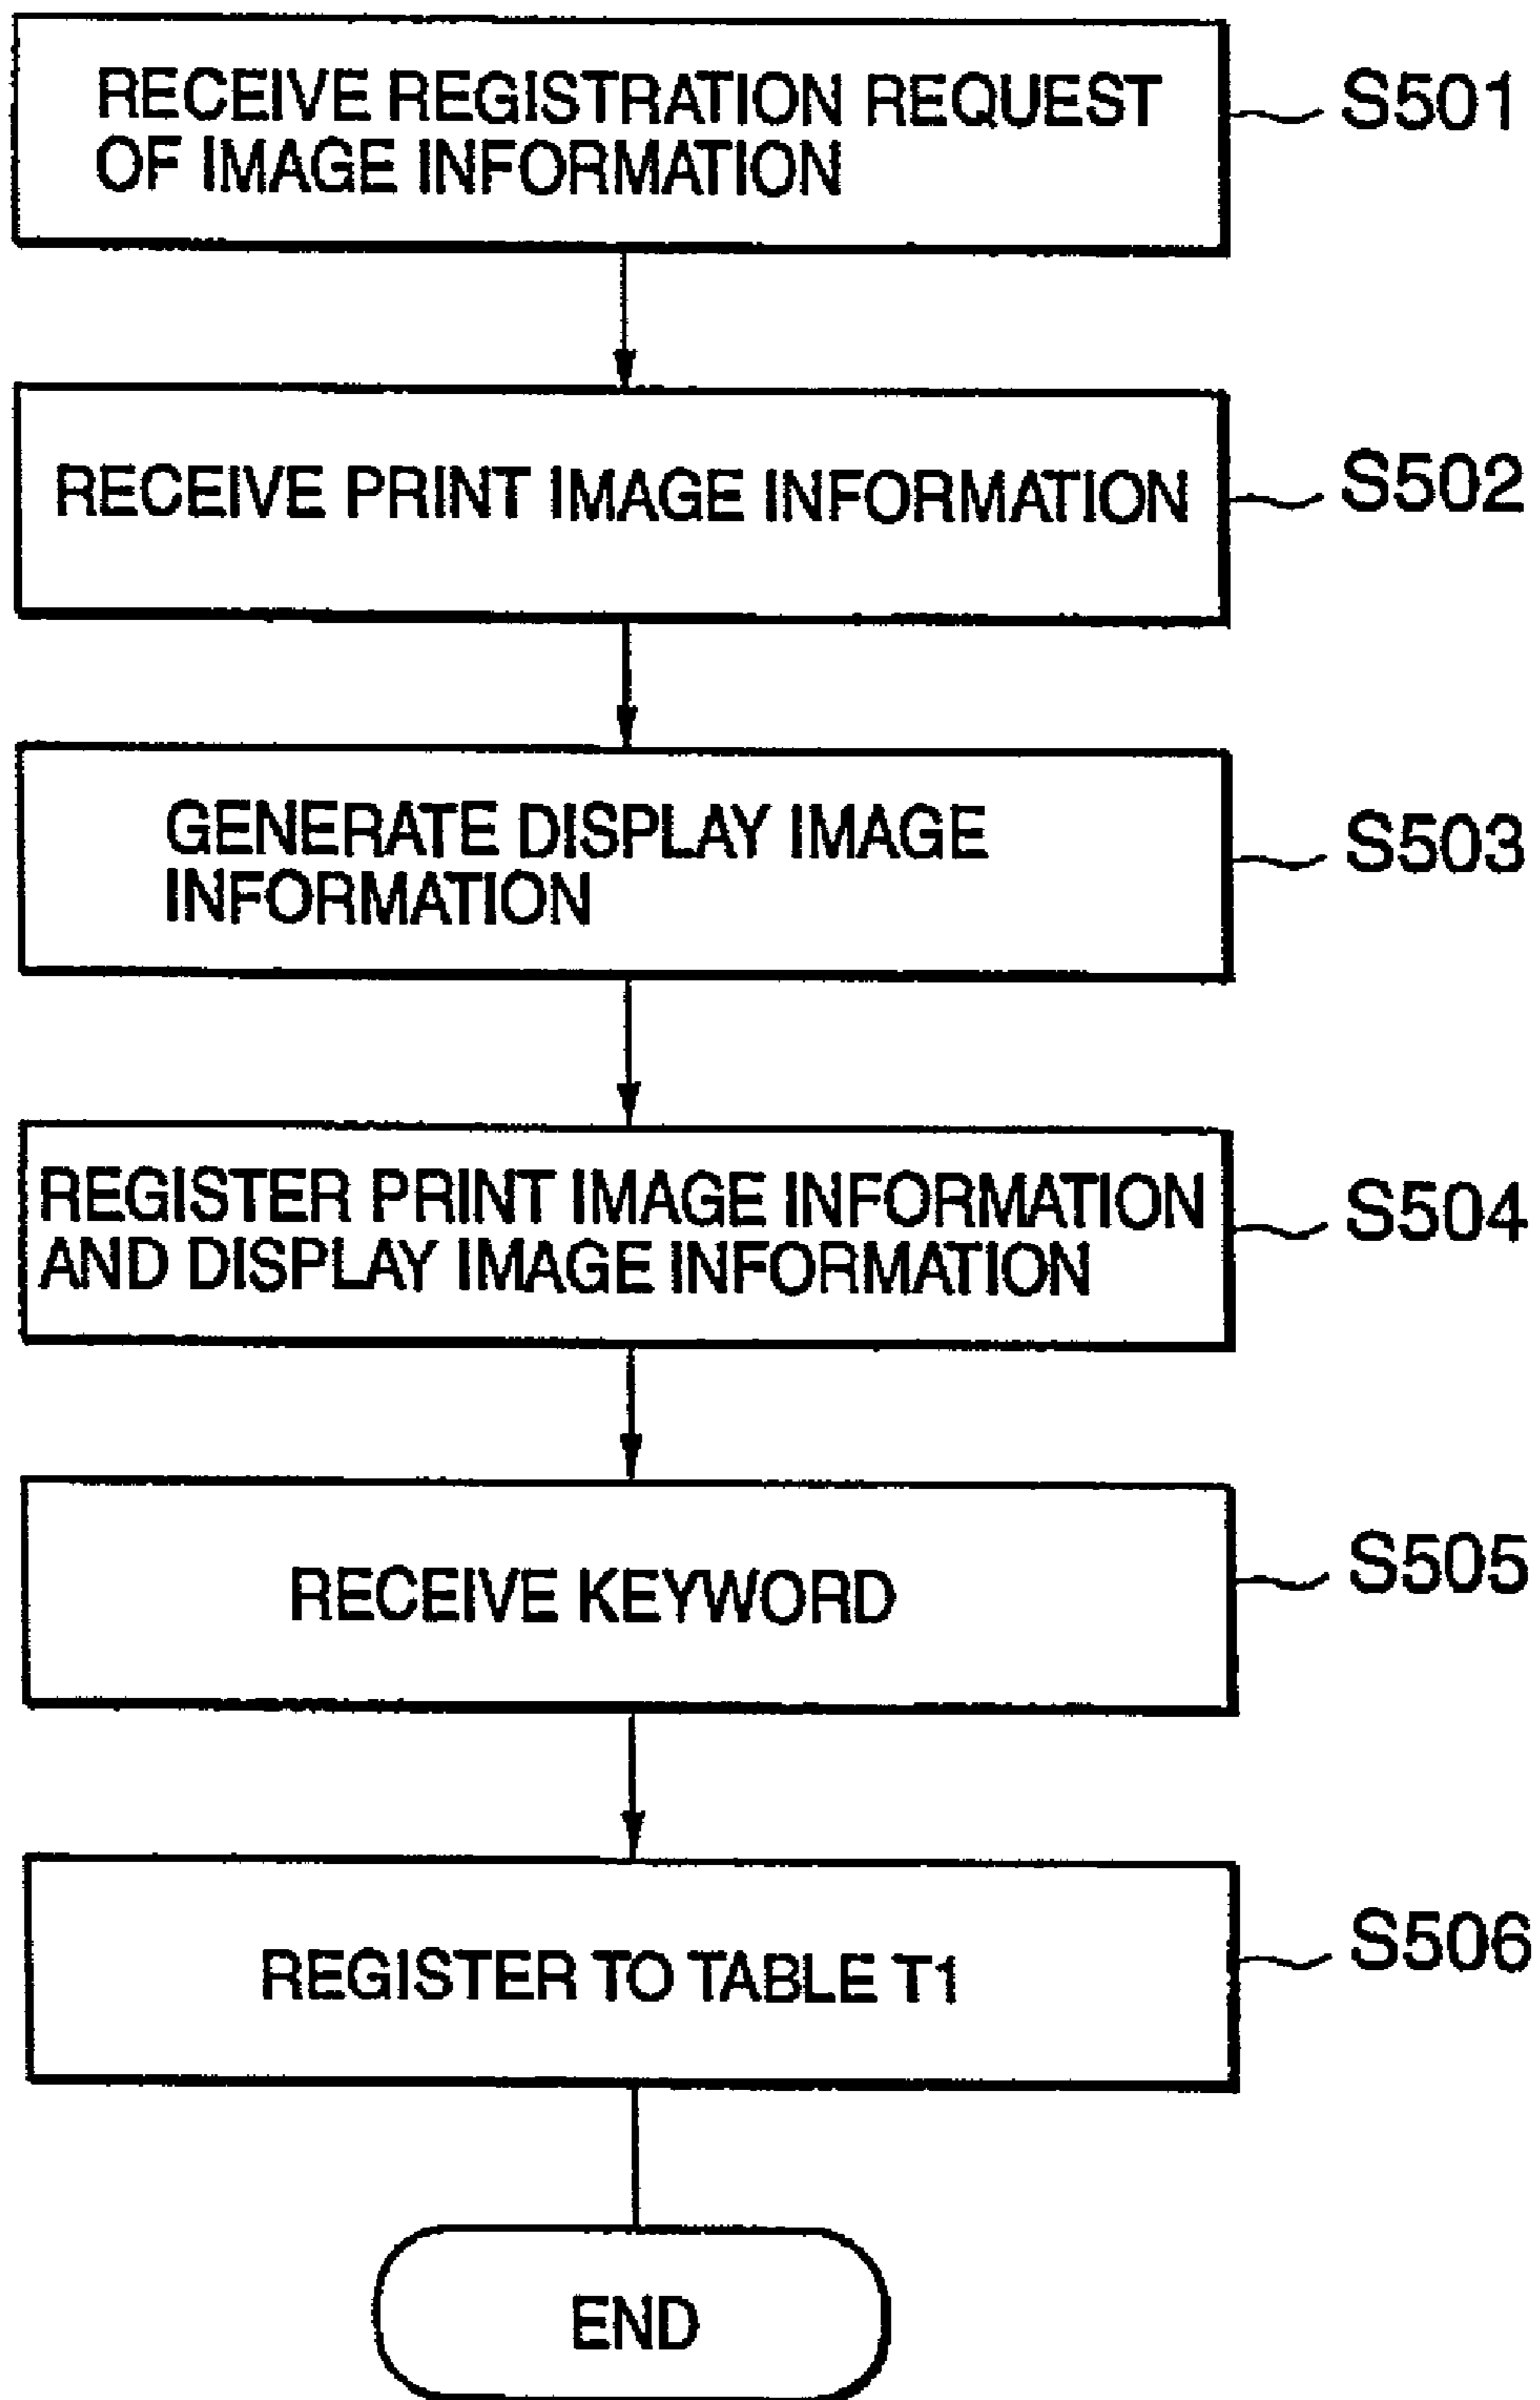 RECEIVE REGISTRATION REQUEST
OF IMAGE INFORMATION
S501
RECEIVE PRINT IMAGE INFORMATION
S502
GENERATE DISPLAY IMAGE
INFORMATION
S503
REGISTER PRINT IMAGE INFORMATION
AND DISPLAY IMAGE INFORMATION
S504
RECEIVE KEYWORD
S505
REGISTER TO TABLE T1
S506
END